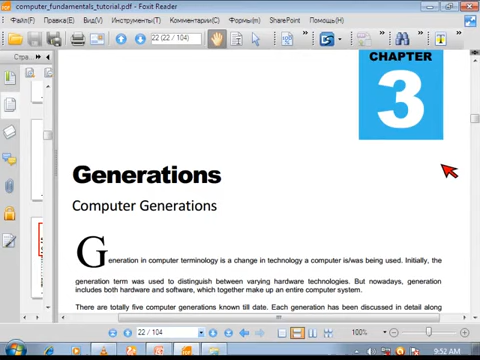 computer_fundamentals_tutorial.pdf - Foxit Reader
Файл(F) Правка(E) Вид(V) Инструменты(T) Комментарии(C) Формы(m) SharePoint Помощь(H)
22 (22 / 104)
Стра...
CHAPTER
3
Generations
Computer Generations
Generation in computer terminology is a change in technology a computer is/was being used. Initially, the
generation term was used to distinguish between varying hardware technologies. But nowadays, generation
includes both hardware and software, which together make up an entire computer system.
There are totally five computer generations known till date. Each generation has been discussed in detail along
22 / 104
100%
9:52 AM